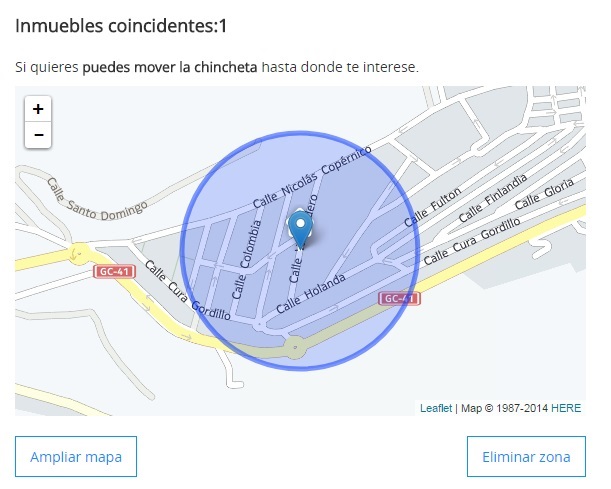 Inmuebles coincidentes:1
Si quieres puedes mover la chincheta hasta donde te interese.
+
−
Calle Nicolás Copérnico
Calle Santo Domingo
Calle Fulton
Calle Finlandia
Calle Gloria
Calle Colombia
Calle
Calle Cura Gordillo
GC-41
Calle Cura Gordillo
Calle Holanda
GC-41
Leaflet | Map © 1987-2014 HERE
Ampliar mapa
Eliminar zona